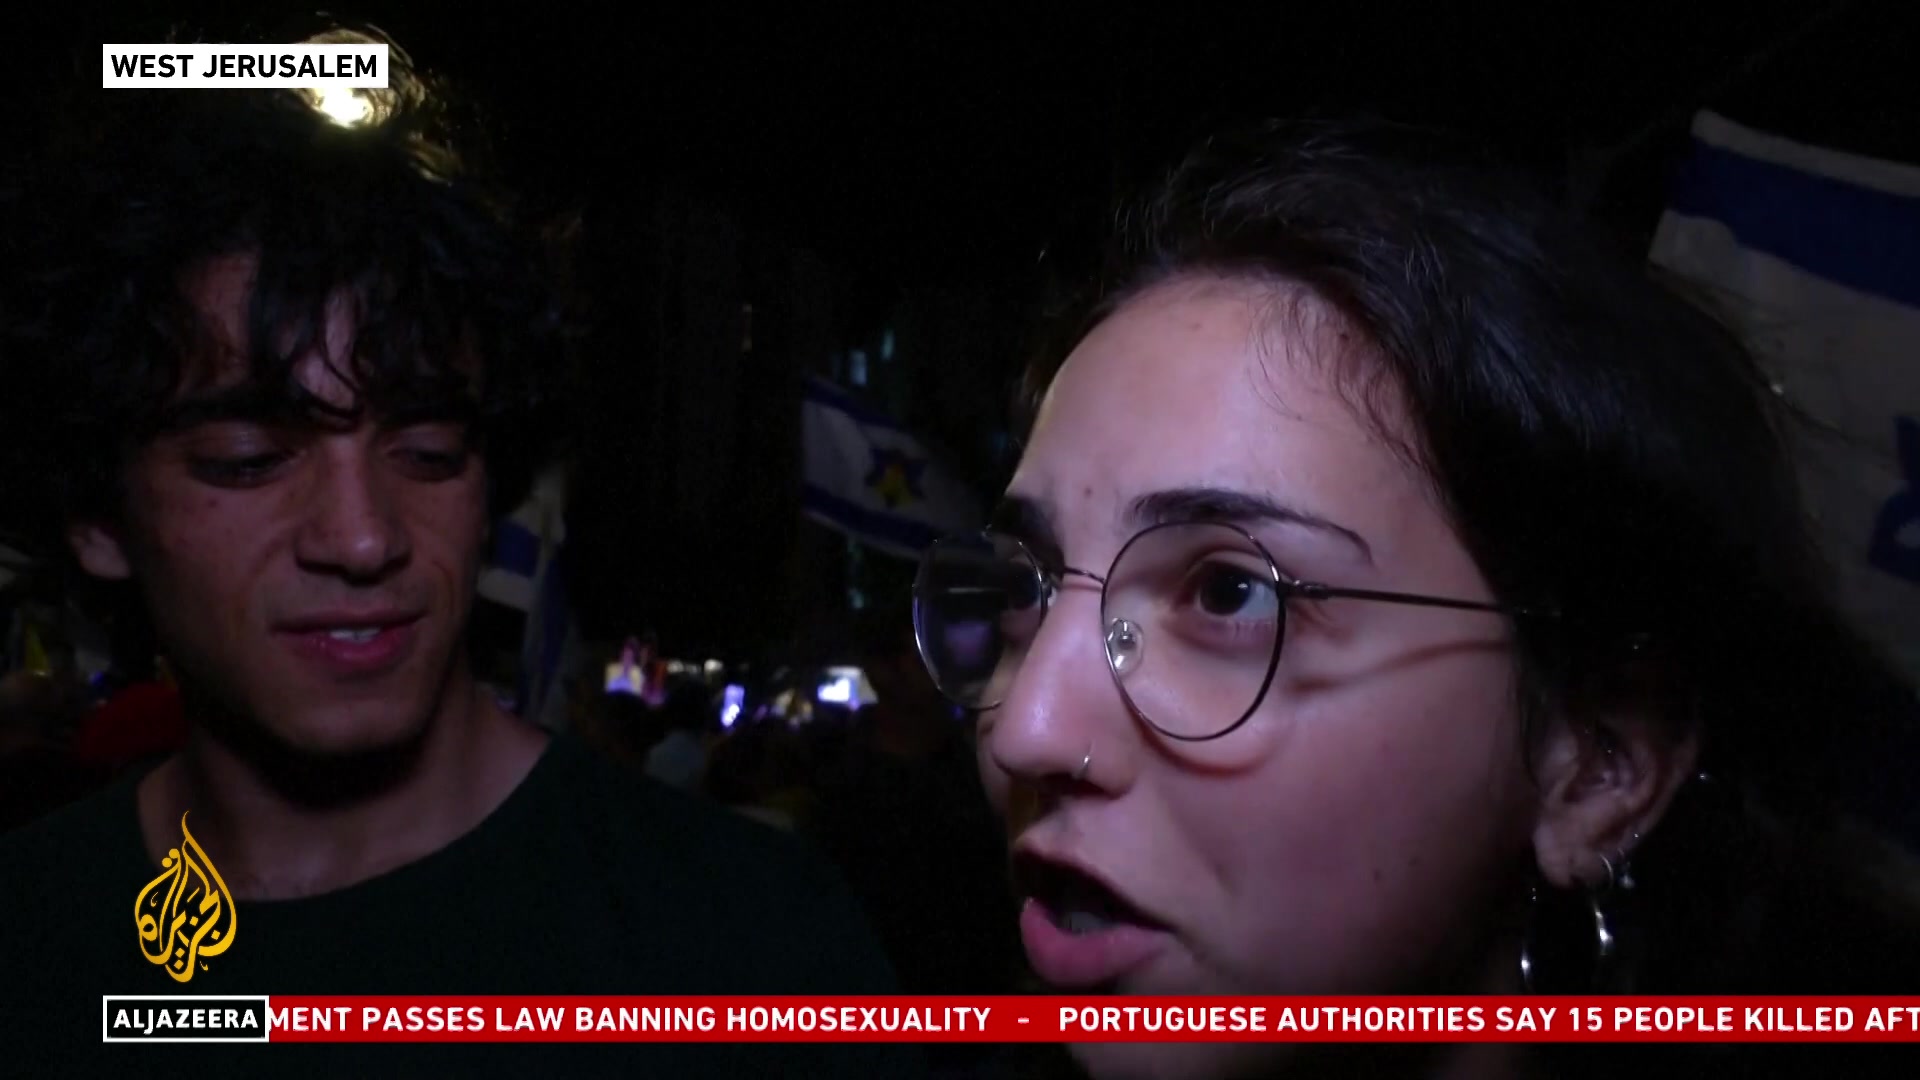 WEST JERUSALEM
الجزيرة
ALJAZEERA
MENT PASSES LAW BANNING HOMOSEXUALITY - PORTUGUESE AUTHORITIES SAY 15 PEOPLE KILLED AFT